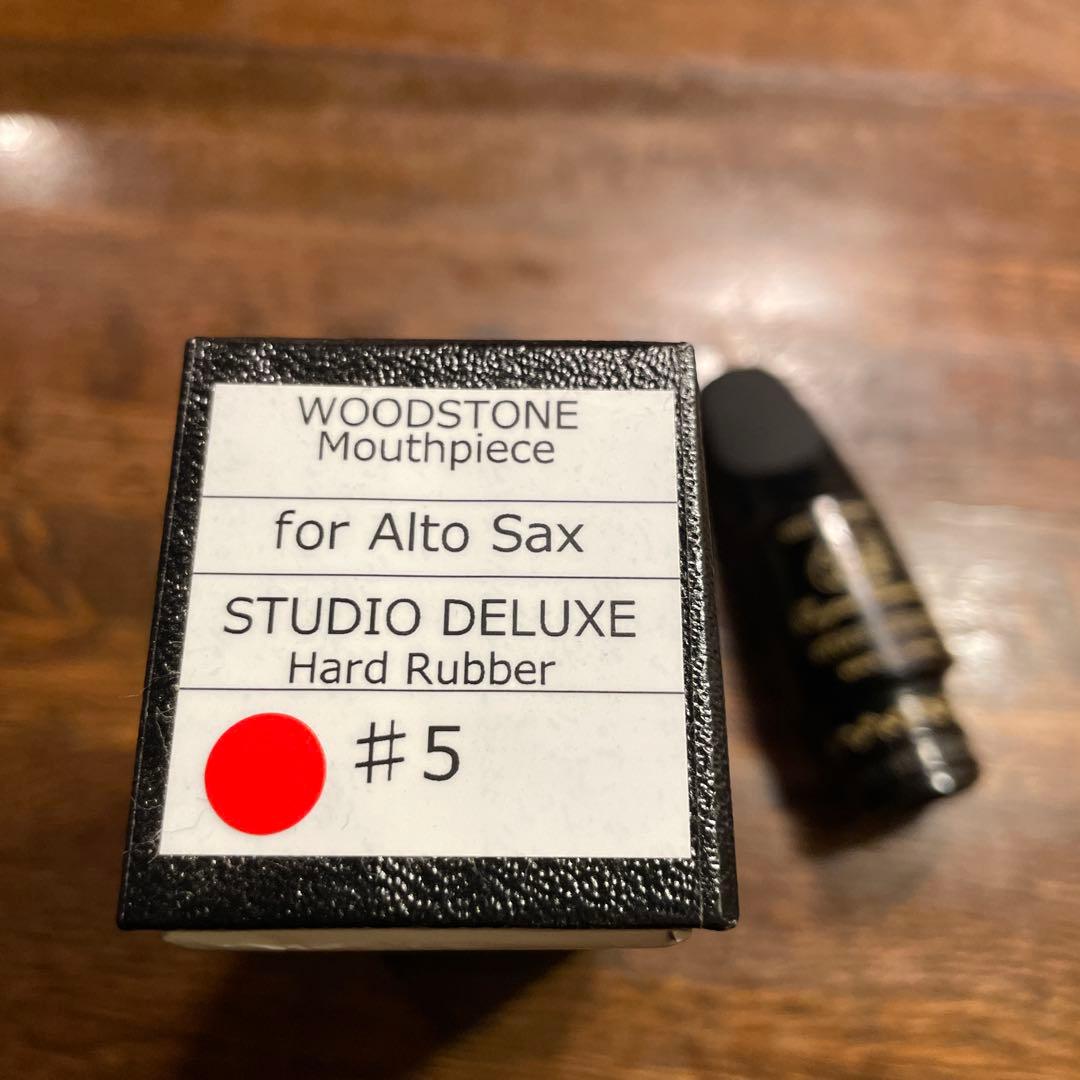 WOODSTONE
Mouthpiece
for Alto Sax
STUDIO DELUXE
Hard Rubber
#5